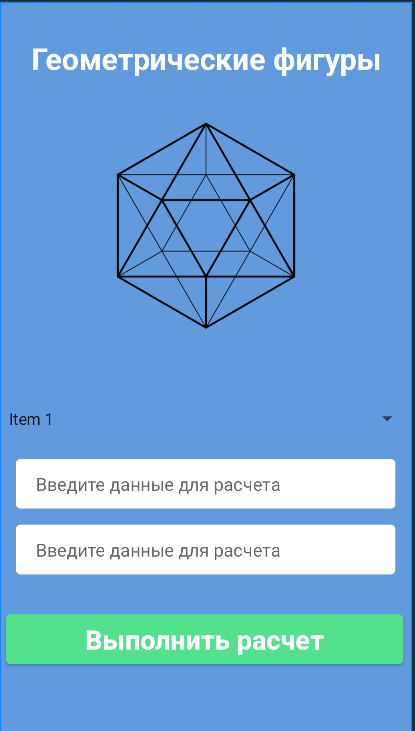 Геометрические фигуры
Item 1
Введите данные для расчета
Введите данные для расчета
Выполнить расчет